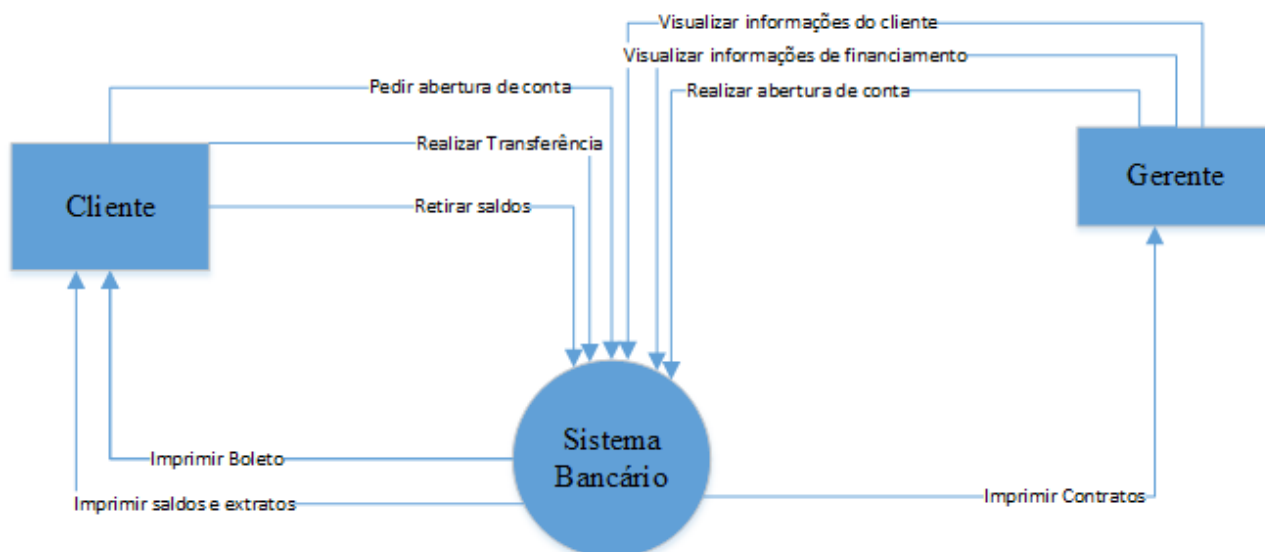 Visualizar informações do cliente
Visualizar informações de financiamento
Pedir abertura de conta
Realizar abertura de conta
Realizar Transferência
Cliente
Retirar saldos
Gerente
Sistema
Bancário
Imprimir Boleto
Imprimir saldos e extratos
Imprimir Contratos